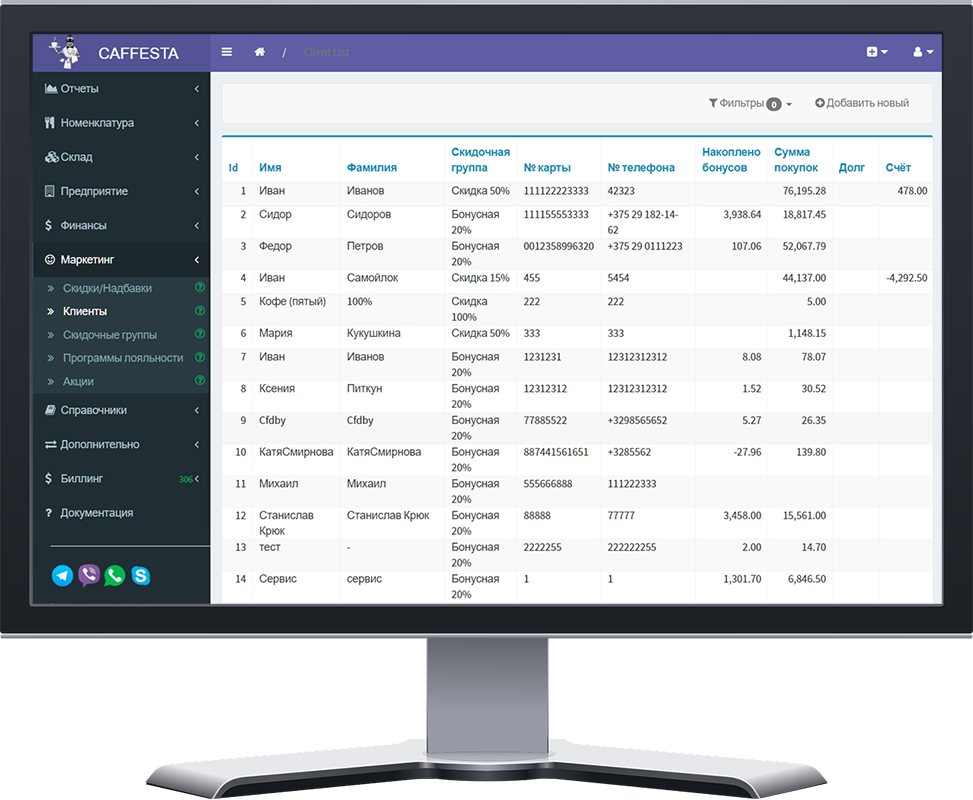 CAFFESTA
/ Client List
Отчеты
Номенклатура
Склад
Предприятие
$ Финансы
Маркетинг
» Скидки/Надбавки ?
» Клиенты ?
» Скидочные группы ?
» Программы лояльности ?
» Акции ?
Справочники
Дополнительно
$ Биллинг 306
? Документация
S
Фильтры 0 Добавить новый
Id Имя Фамилия Скидочная группа № карты № телефона Накоплено бонусов Сумма покупок Долг Счёт
1 Иван Иванов Скидка 50% 111122223333 42323 76,195.28 478.00
2 Сидор Сидоров Бонусная 20% 111155553333 +375 29 182-14-62 3,938.64 18,817.45
3 Федор Петров Бонусная 20% 0012358996320 +375 29 0111223 107.06 52,067.79
4 Иван Самойлок Скидка 15% 455 5454 44,137.00 -4,292.50
5 Кофе (пятый) 100% Скидка 100% 222 222 5.00
6 Мария Кукушкина Скидка 50% 333 333 1,148.15
7 Иван Иванов Бонусная 20% 1231231 12312312312 8.08 78.07
8 Ксения Питкун Бонусная 20% 12312312 12312312312 1.52 30.52
9 Cfdby Cfdby Бонусная 20% 77885522 +3298565652 5.27 26.35
10 КатяСмирнова КатяСмирнова Бонусная 20% 887441561651 +3285562 -27.96 139.80
11 Михаил Михаил Бонусная 20% 555666888 111222333
12 Станислав Крюк Станислав Крюк Бонусная 20% 88888 77777 3,458.00 15,561.00
13 тест - Бонусная 20% 2222255 222222255 2.00 14.70
14 Сервис сервис Бонусная 20% 1 1 1,301.70 6,846.50